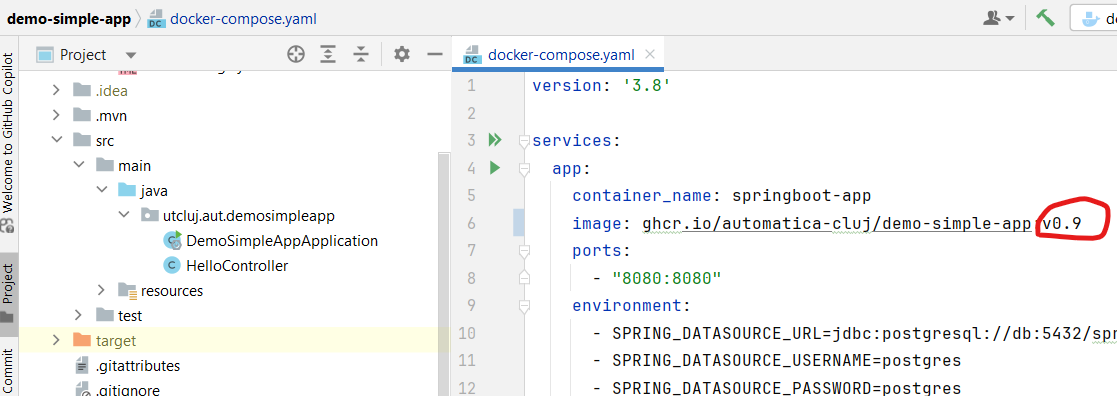 demo-simple-app
docker-compose.yaml
Project
docker-compose.yaml
Welcome to GitHub Copilot
Project
Commit
.idea
.mvn
src
main
java
utcluj.aut.demosimpleapp
DemoSimpleAppApplication
HelloController
resources
test
target
.gitattributes
.gitignore
1 version: '3.8'
2
3 services:
4 app:
5 container_name: springboot-app
6 image: ghcr.io/automatica-cluj/demo-simple-app:v0.9
7 ports:
8 - "8080:8080"
9 environment:
10 - SPRING_DATASOURCE_URL=jdbc:postgresql://db:5432/spr
11 - SPRING_DATASOURCE_USERNAME=postgres
12 - SPRING_DATASOURCE_PASSWORD=postgres